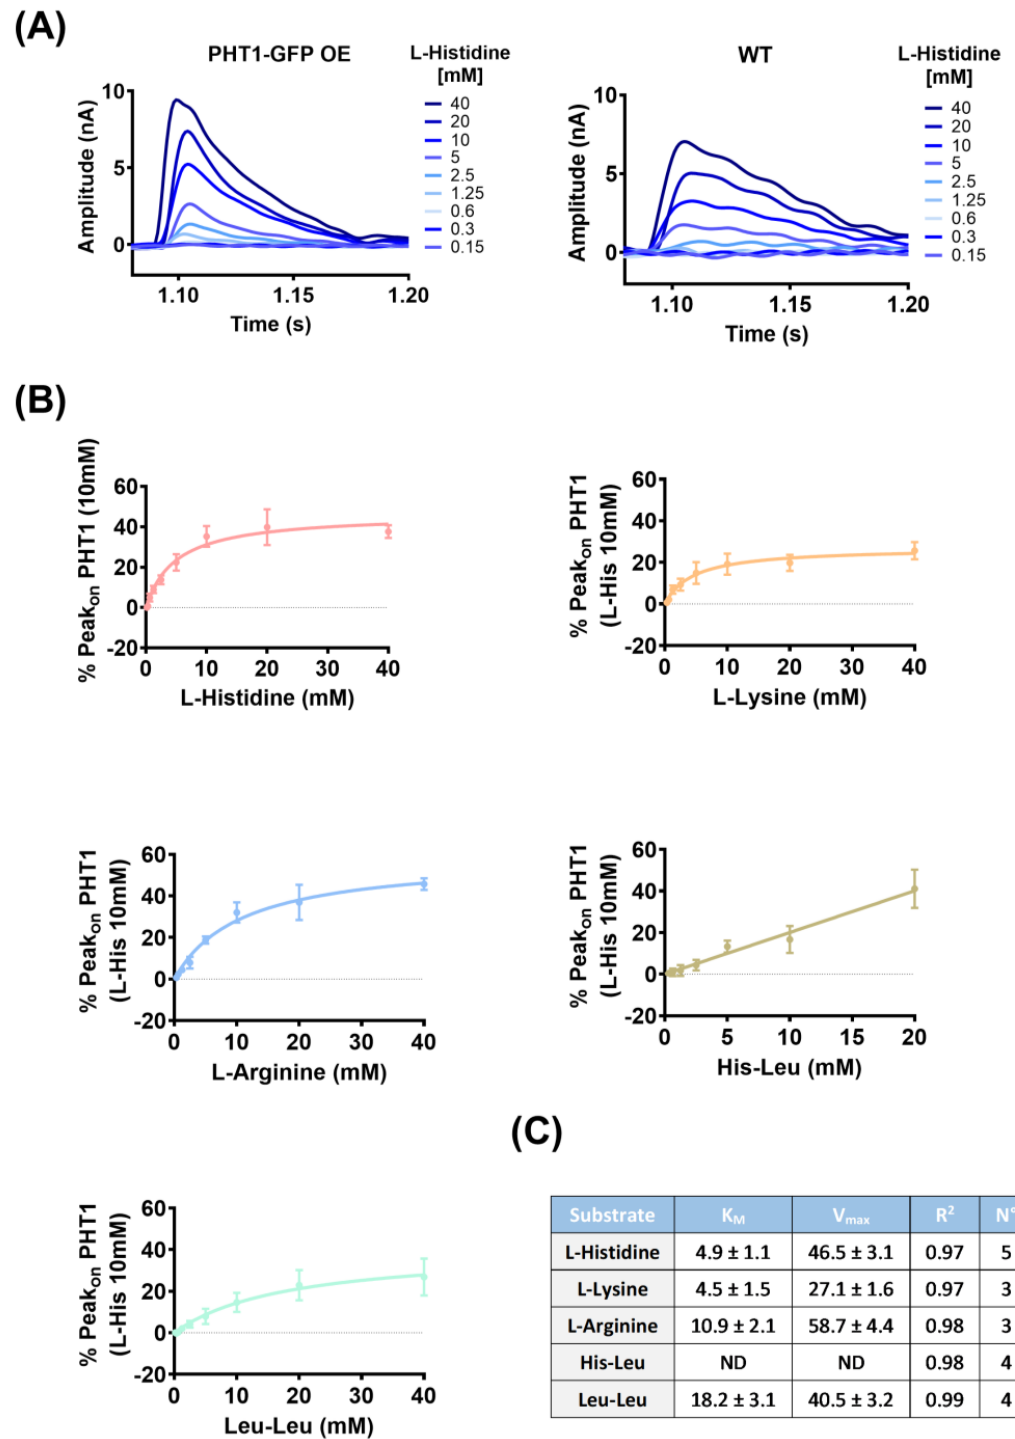 (A)
PHT1-GFP OE
L-Histidine
[mM]
40
20
10
5
2.5
1.25
0.6
0.3
0.15
Amplitude (nA)
10
5
0
1.10
1.15
1.20
Time (s)
WT
L-Histidine
[mM]
40
20
10
5
2.5
1.25
0.6
0.3
0.15
Amplitude (nA)
10
5
0
1.10
1.15
1.20
Time (s)
(B)
% Peakon PHT1 (10mM)
60
40
20
0
-20
0 10 20 30 40
L-Histidine (mM)
% Peakon PHT1
(L-His 10mM)
60
40
20
0
-20
0 10 20 30 40
L-Lysine (mM)
% Peakon PHT1
(L-His 10mM)
60
40
20
0
-20
0 10 20 30 40
L-Arginine (mM)
% Peakon PHT1
(L-His 10mM)
60
40
20
0
-20
0 5 10 15 20
His-Leu (mM)
% Peakon PHT1
(L-His 10mM)
60
40
20
0
-20
0 10 20 30 40
Leu-Leu (mM)
(C)
Substrate KM Vmax R² N°
L-Histidine 4.9 ± 1.1 46.5 ± 3.1 0.97 5
L-Lysine 4.5 ± 1.5 27.1 ± 1.6 0.97 3
L-Arginine 10.9 ± 2.1 58.7 ± 4.4 0.98 3
His-Leu ND ND 0.98 4
Leu-Leu 18.2 ± 3.1 40.5 ± 3.2 0.99 4